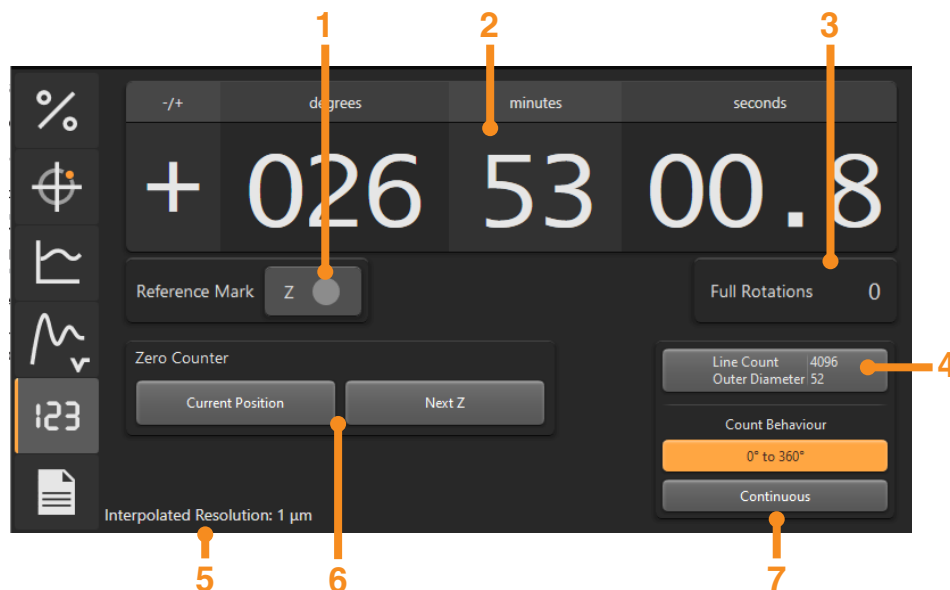 1 2 3
-/+ degrees minutes seconds
+ 026 53 00.8
Reference Mark Z
Full Rotations 0
Zero Counter
Current Position Next Z
Line Count 4096
Outer Diameter 52
4
Count Behaviour
0° to 360°
Continuous
123
Interpolated Resolution: 1 µm
5 6 7